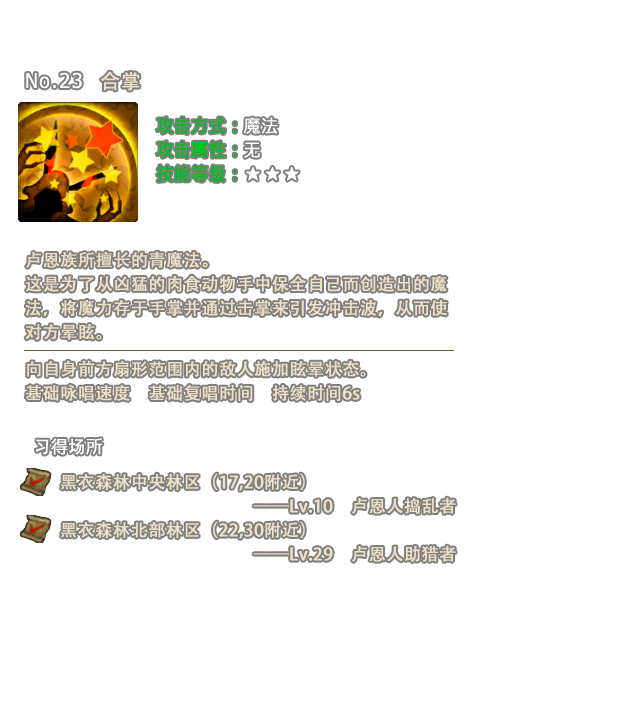 No.23 合掌
攻击方式：魔法
攻击属性：无
技能等级：☆☆☆
卢恩族所擅长的青魔法。
这是为了从凶猛的肉食动物手中保全自己而创造出的魔
法，将魔力存于手掌并通过击掌来引发冲击波，从而使
对方晕眩。
向自身前方扇形范围内的敌人施加眩晕状态。
基础咏唱速度 基础复唱时间 持续时间6s
习得场所
黑衣森林中央林区（17,20附近）
——Lv.10 卢恩人捣乱者
黑衣森林北部林区（22,30附近）
——Lv.29 卢恩人助猎者